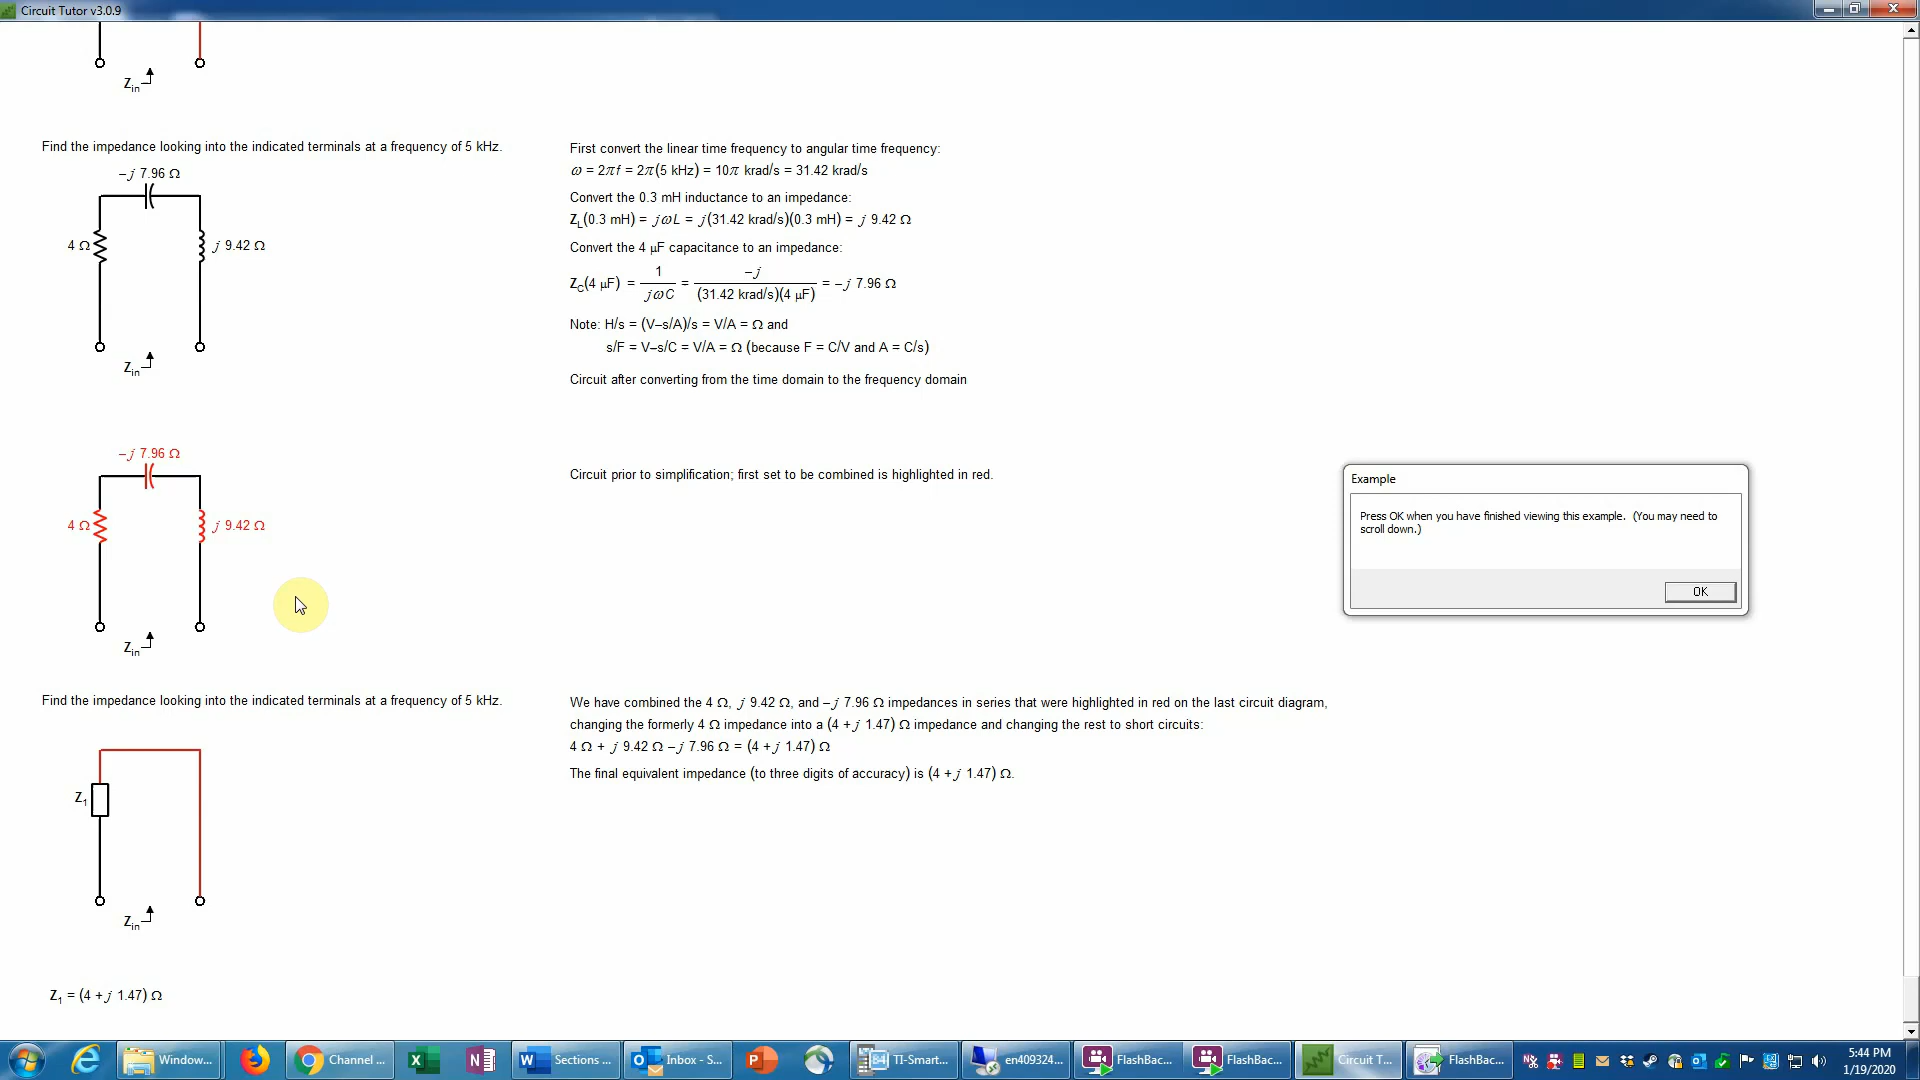 Circuit Tutor v3.0.9
Zin
Find the impedance looking into the indicated terminals at a frequency of 5 kHz.
–j 7.96 Ω
4 Ω
j 9.42 Ω
Zin
First convert the linear time frequency to angular time frequency:
ω = 2πf = 2π(5 kHz) = 10π krad/s = 31.42 krad/s
Convert the 0.3 mH inductance to an impedance:
ZL(0.3 mH) = jωL = j(31.42 krad/s)(0.3 mH) = j 9.42 Ω
Convert the 4 μF capacitance to an impedance:
ZC(4 μF) = 1/jωC = –j/(31.42 krad/s)(4 μF) = –j 7.96 Ω
Note: H/s = (V–s/A)/s = V/A = Ω and
s/F = V–s/C = V/A = Ω (because F = C/V and A = C/s)
Circuit after converting from the time domain to the frequency domain
–j 7.96 Ω
4 Ω
j 9.42 Ω
Zin
Circuit prior to simplification; first set to be combined is highlighted in red.
Example
Press OK when you have finished viewing this example. (You may need to
scroll down.)
OK
Find the impedance looking into the indicated terminals at a frequency of 5 kHz.
Z1
Zin
Z1 = (4 +j 1.47) Ω
We have combined the 4 Ω, j 9.42 Ω, and –j 7.96 Ω impedances in series that were highlighted in red on the last circuit diagram,
changing the formerly 4 Ω impedance into a (4 +j 1.47) Ω impedance and changing the rest to short circuits:
4 Ω + j 9.42 Ω –j 7.96 Ω = (4 +j 1.47) Ω
The final equivalent impedance (to three digits of accuracy) is (4 +j 1.47) Ω.
Window...
Channel ...
Sections ...
Inbox - S...
TI-Smart...
en409324...
FlashBac...
FlashBac...
Circuit T...
FlashBac...
5:44 PM
1/19/2020